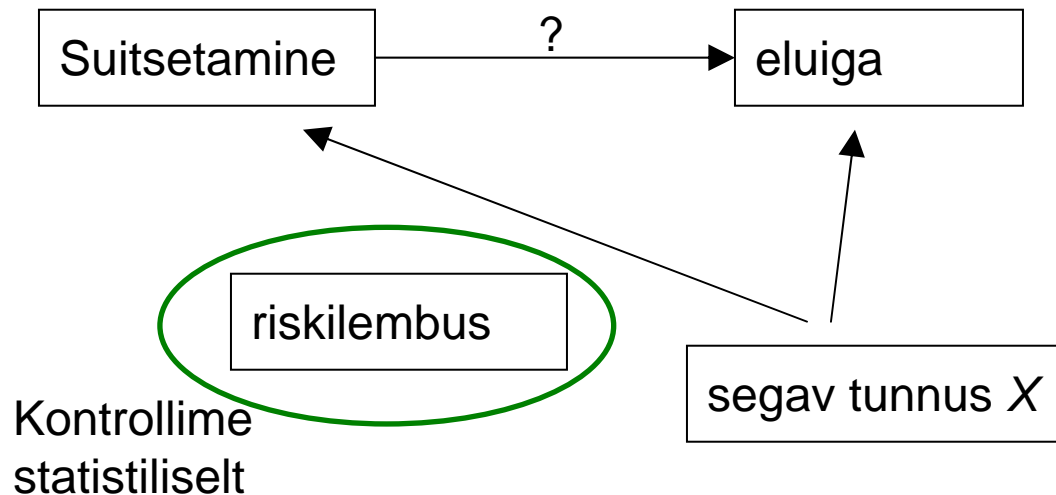 ?
Suitsetamine
eluiga
riskilembus
segav tunnus X
Kontrollime
statistiliselt